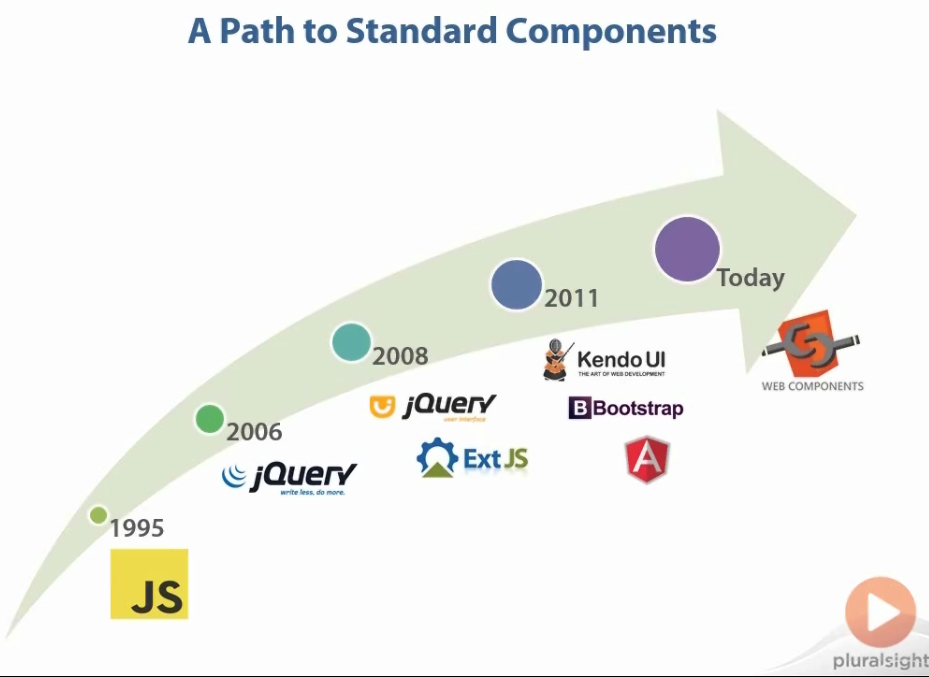 A Path to Standard Components
Today
2011
2008
2006
1995
Kendo UI
THE ART OF WEB DEVELOPMENT
WEB COMPONENTS
jQuery
user interface
B Bootstrap
Ext JS
A
jQuery
write less, do more.
JS
pluralsight